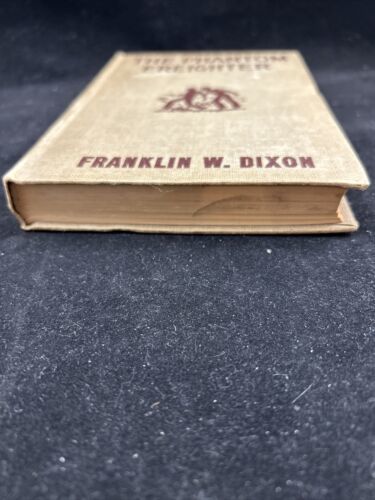 THE PHANTOM
FREIGHTER
FRANKLIN W. DIXON